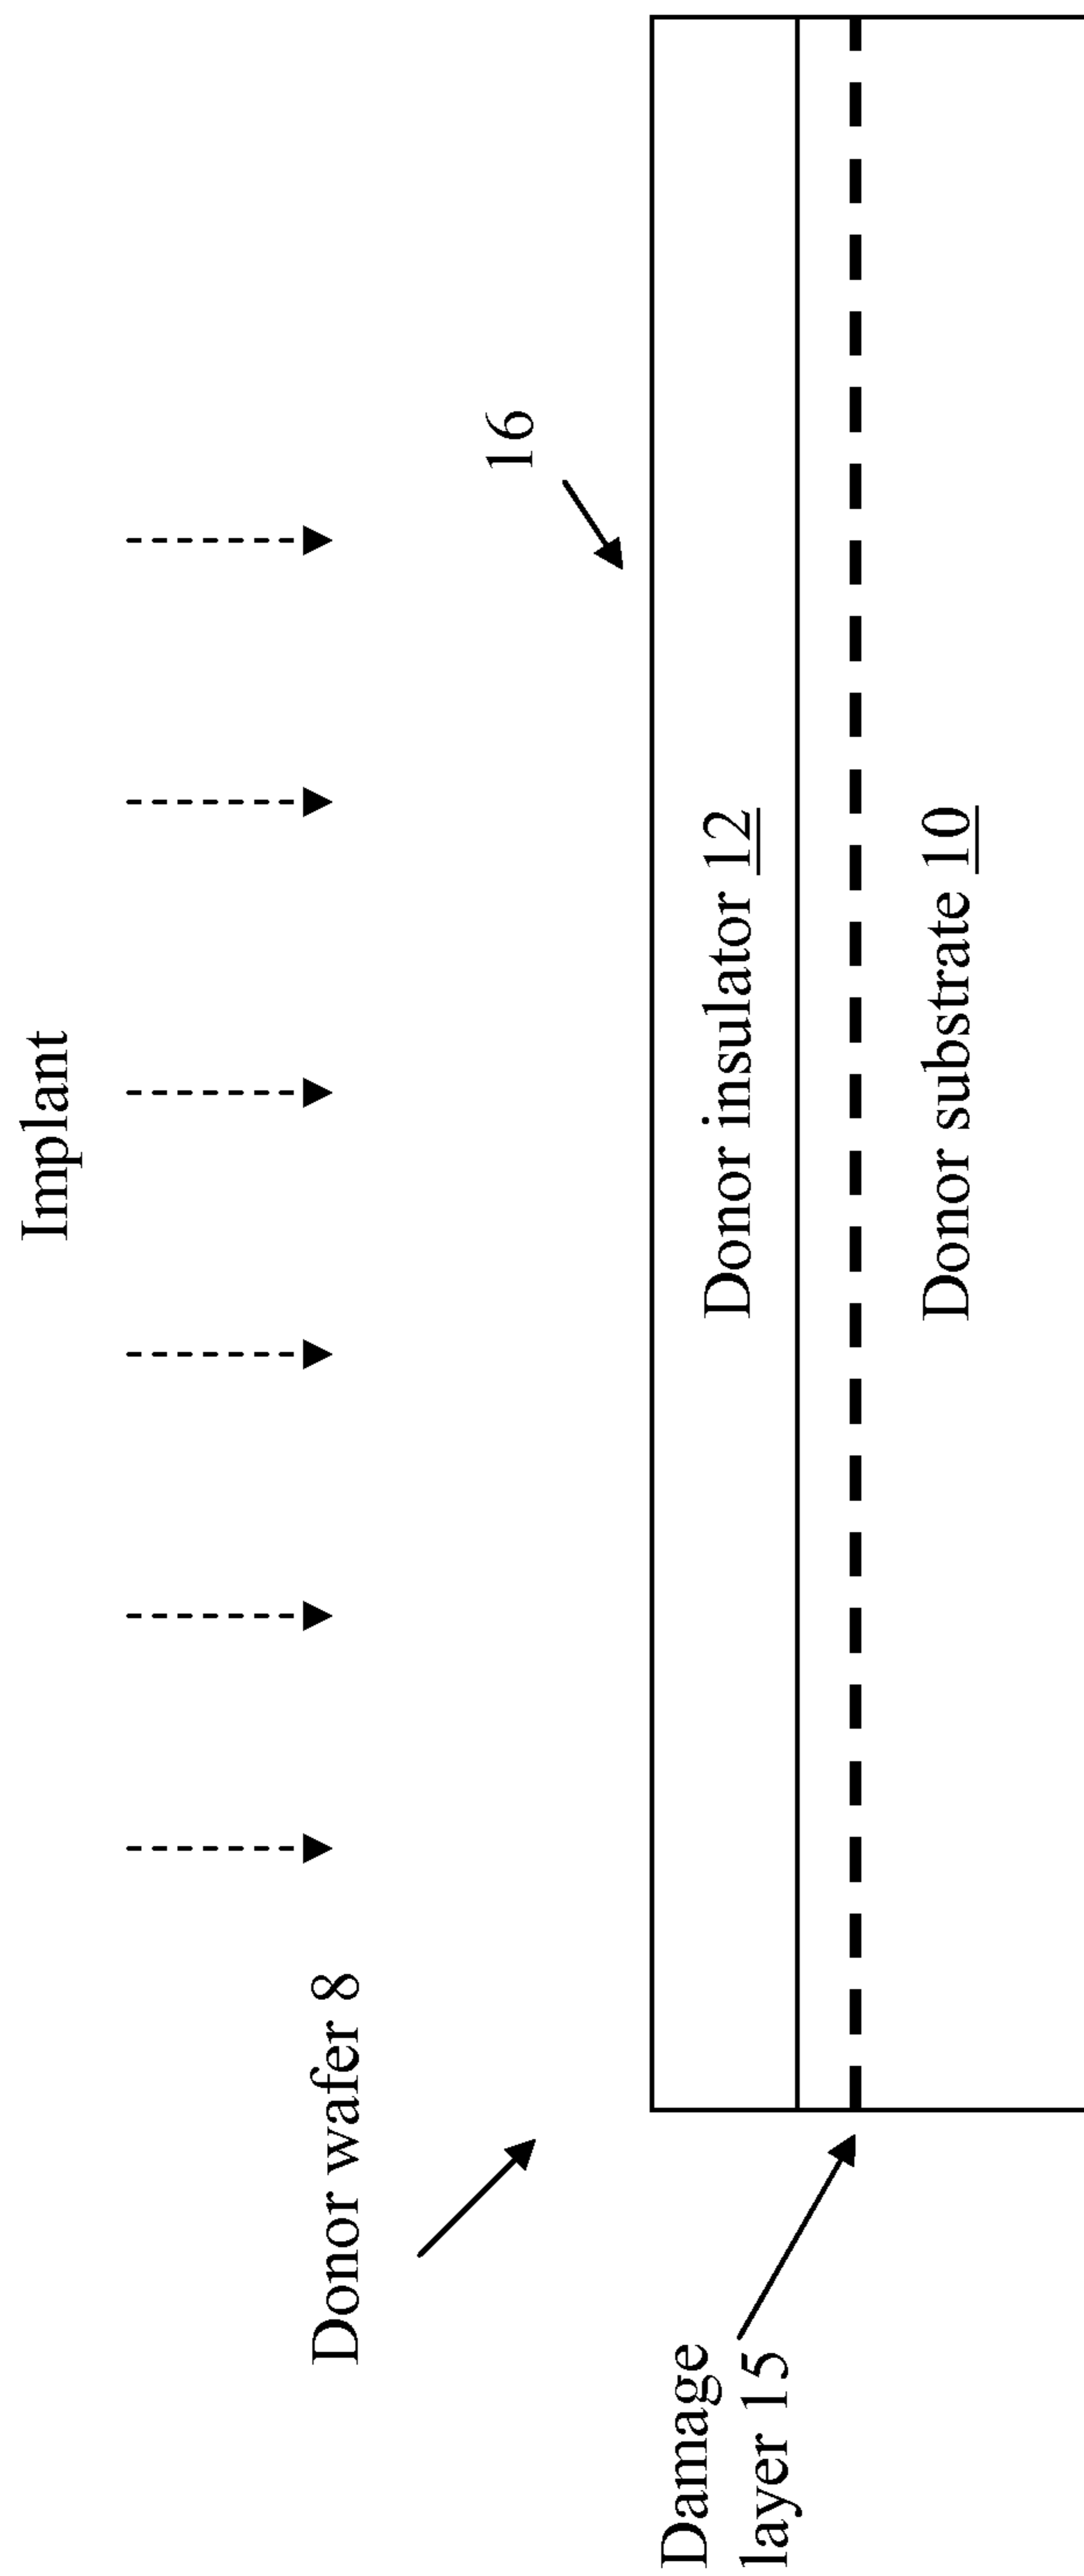 Implant
Donor wafer 8
16
Donor insulator 12
Damage
layer 15
Donor substrate 10